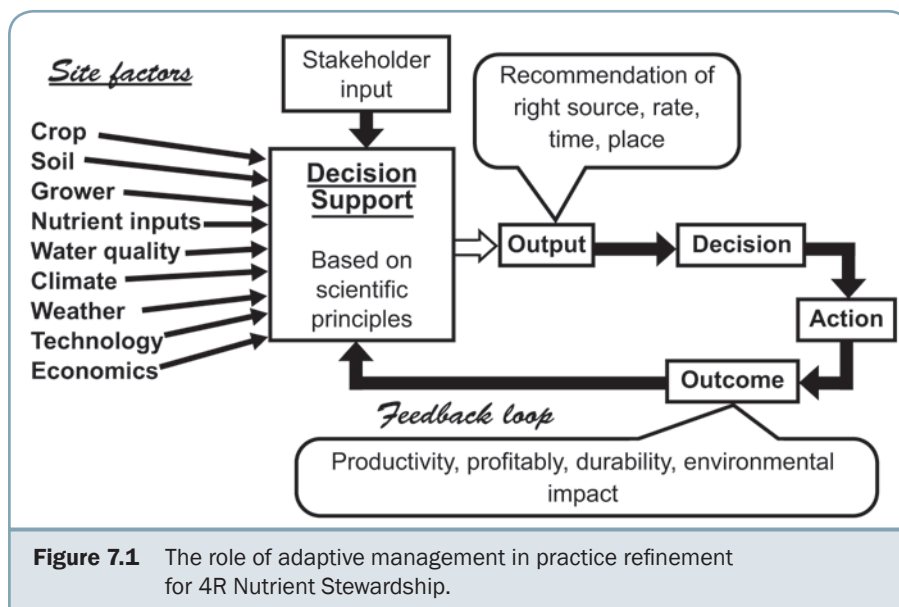 Site factors
Crop
Soil
Grower
Nutrient inputs
Water quality
Climate
Weather
Technology
Economics
Stakeholder
input
Decision
Support
Based on
scientific
principles
Recommendation of
right source, rate,
time, place
Output
Decision
Action
Outcome
Feedback loop
Productivity, profitably, durability, environmental
impact
Figure 7.1 The role of adaptive management in practice refinement
for 4R Nutrient Stewardship.